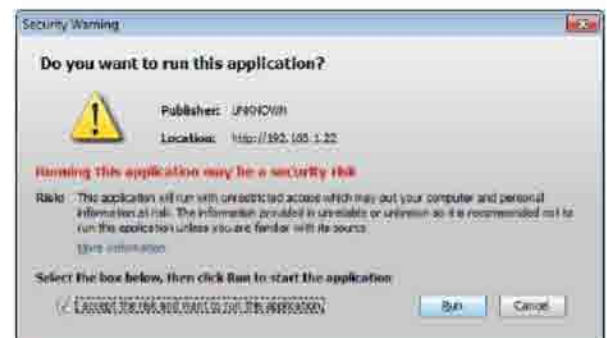 Security Warning
Do you want to run this application?
Publisher: UNKNOWN
Location: http://192.168.1.22
Running this application may be a security risk
Risk: This application will run with unrestricted access which may put your computer and personal
information at risk. The information provided is unreliable or unknown so it is recommended not to
run this application unless you are familiar with its source
More information
Select the box below, then click Run to start the application
I accept the risk and want to run this application.
Run
Cancel